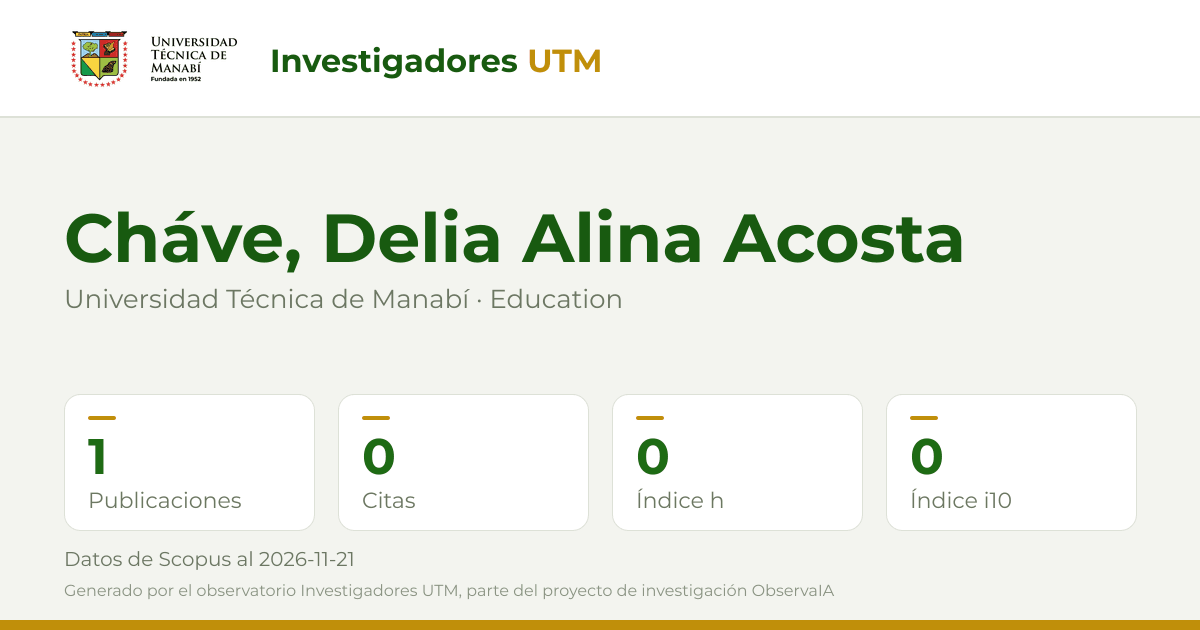 UNIVERSIDAD
TÉCNICA DE
MANABÍ
Fundada en 1952
Investigadores UTM
Cháve, Delia Alina Acosta
Universidad Técnica de Manabí · Education
1
Publicaciones
0
Citas
0
Índice h
0
Índice i10
Datos de Scopus al 2026-11-21
Generado por el observatorio Investigadores UTM, parte del proyecto de investigación ObservaIA